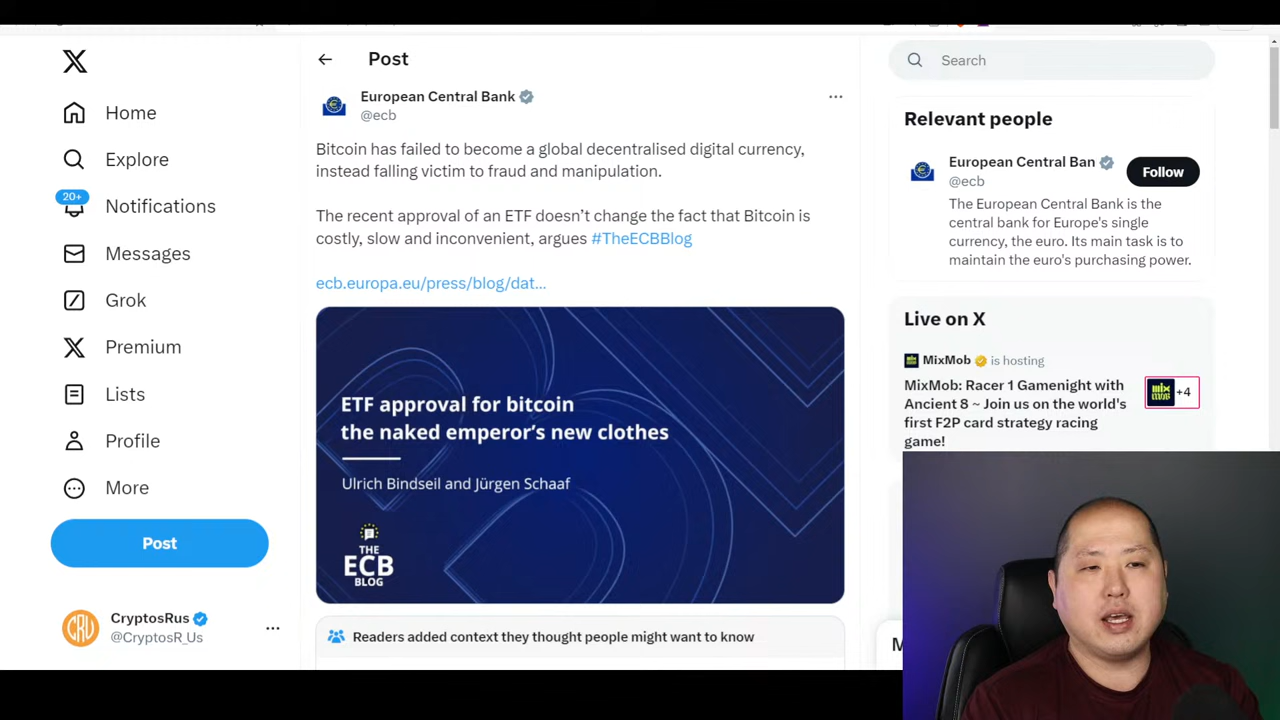 Post
European Central Bank
@ecb
Bitcoin has failed to become a global decentralised digital currency,
instead falling victim to fraud and manipulation.
The recent approval of an ETF doesn’t change the fact that Bitcoin is
costly, slow and inconvenient, argues #TheECBBlog
ecb.europa.eu/press/blog/dat...
ETF approval for bitcoin
the naked emperor’s new clothes
Ulrich Bindseil and Jürgen Schaaf
THE
ECB
BLOG
Readers added context they thought people might want to know
Home
Explore
20+
Notifications
Messages
Grok
Premium
Lists
Profile
More
Post
CRU
CryptosRus
@CryptosR_Us
Search
Relevant people
European Central Ban
@ecb
Follow
The European Central Bank is the
central bank for Europe's single
currency, the euro. Its main task is to
maintain the euro's purchasing power.
Live on X
MixMob is hosting
MixMob: Racer 1 Gamenight with
Ancient 8 ~ Join us on the world's
first F2P card strategy racing
game!
+4
M